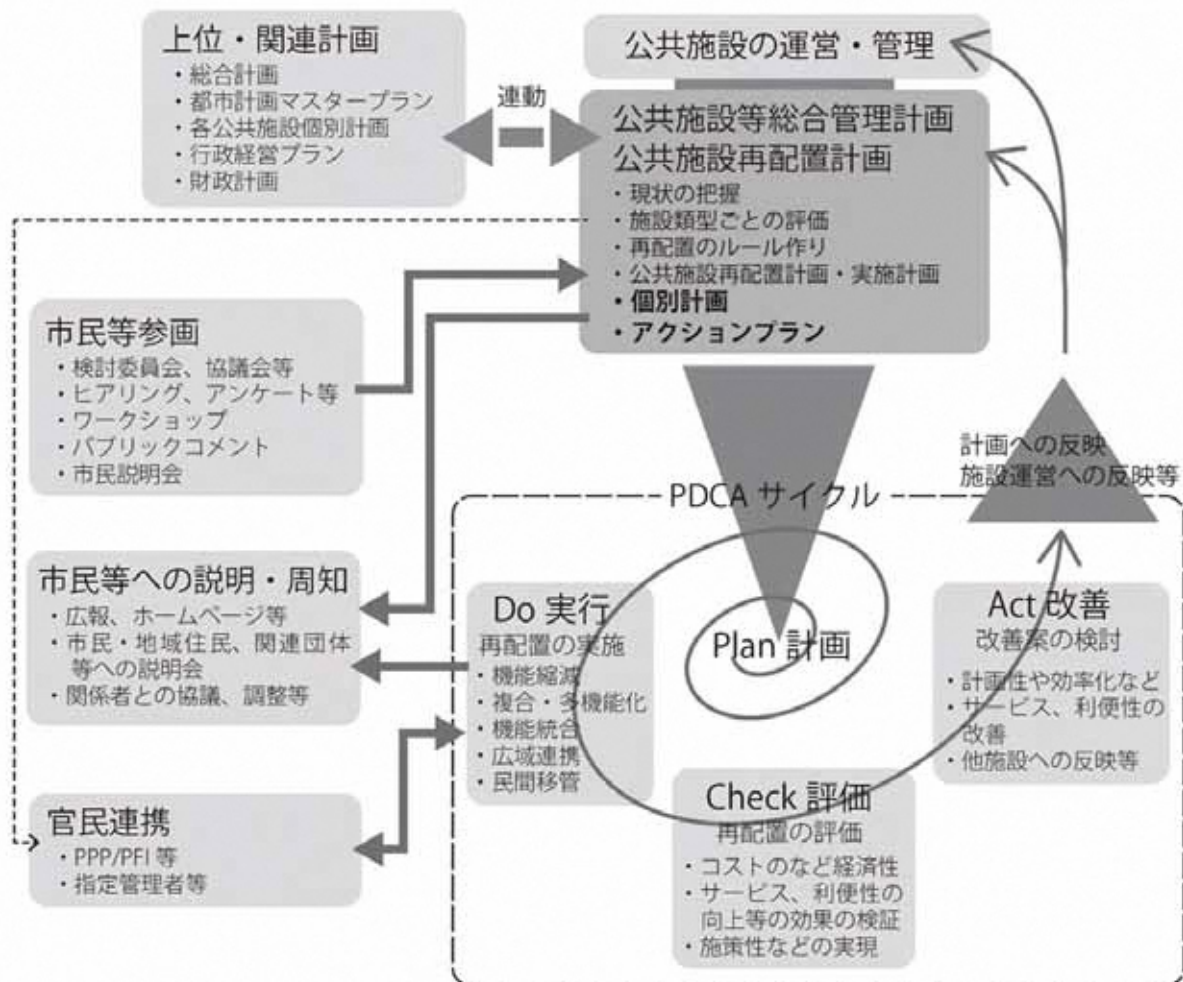 上位・関連計画
・総合計画
・都市計画マスタープラン
・各公共施設個別計画
・行政経営プラン
・財政計画
連動
公共施設の運営・管理
公共施設等総合管理計画
公共施設再配置計画
・現状の把握
・施設類型ごとの評価
・再配置のルール作り
・公共施設再配置計画・実施計画
・個別計画
・アクションプラン
市民等参画
・検討委員会、協議会等
・ヒアリング、アンケート等
・ワークショップ
・パブリックコメント
・市民説明会
計画への反映
施設運営への反映等
PDCA サイクル
市民等への説明・周知
・広報、ホームページ等
・市民・地域住民、関連団体
等への説明会
・関係者との協議、調整等
Do 実行
再配置の実施
・機能縮減
・複合・多機能化
・機能統合
・広域連携
・民間移管
Plan 計画
Act 改善
改善案の検討
・計画性や効率化など
・サービス、利便性の
改善
・他施設への反映等
Check 評価
再配置の評価
・コストのなど経済性
・サービス、利便性の
向上等の効果の検証
・施策性などの実現
官民連携
・PPP/PFI 等
・指定管理者等